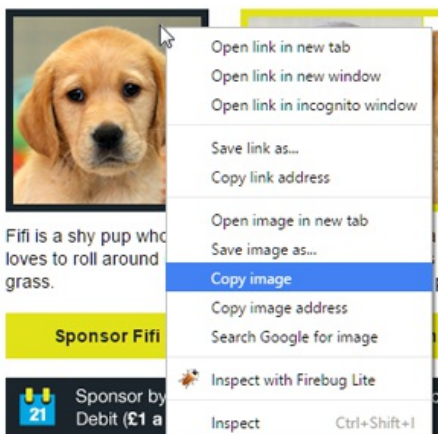 Open link in new tab
Open link in new window
Open link in incognito window
Save link as...
Copy link address
Open image in new tab
Save image as...
Copy image
Copy image address
Search Google for image
Inspect with Firebug Lite
Inspect Ctrl+Shift+I
Fifi is a shy pup who
loves to roll around
grass.
Sponsor Fifi
21
Sponsor by
Debit (£1 a